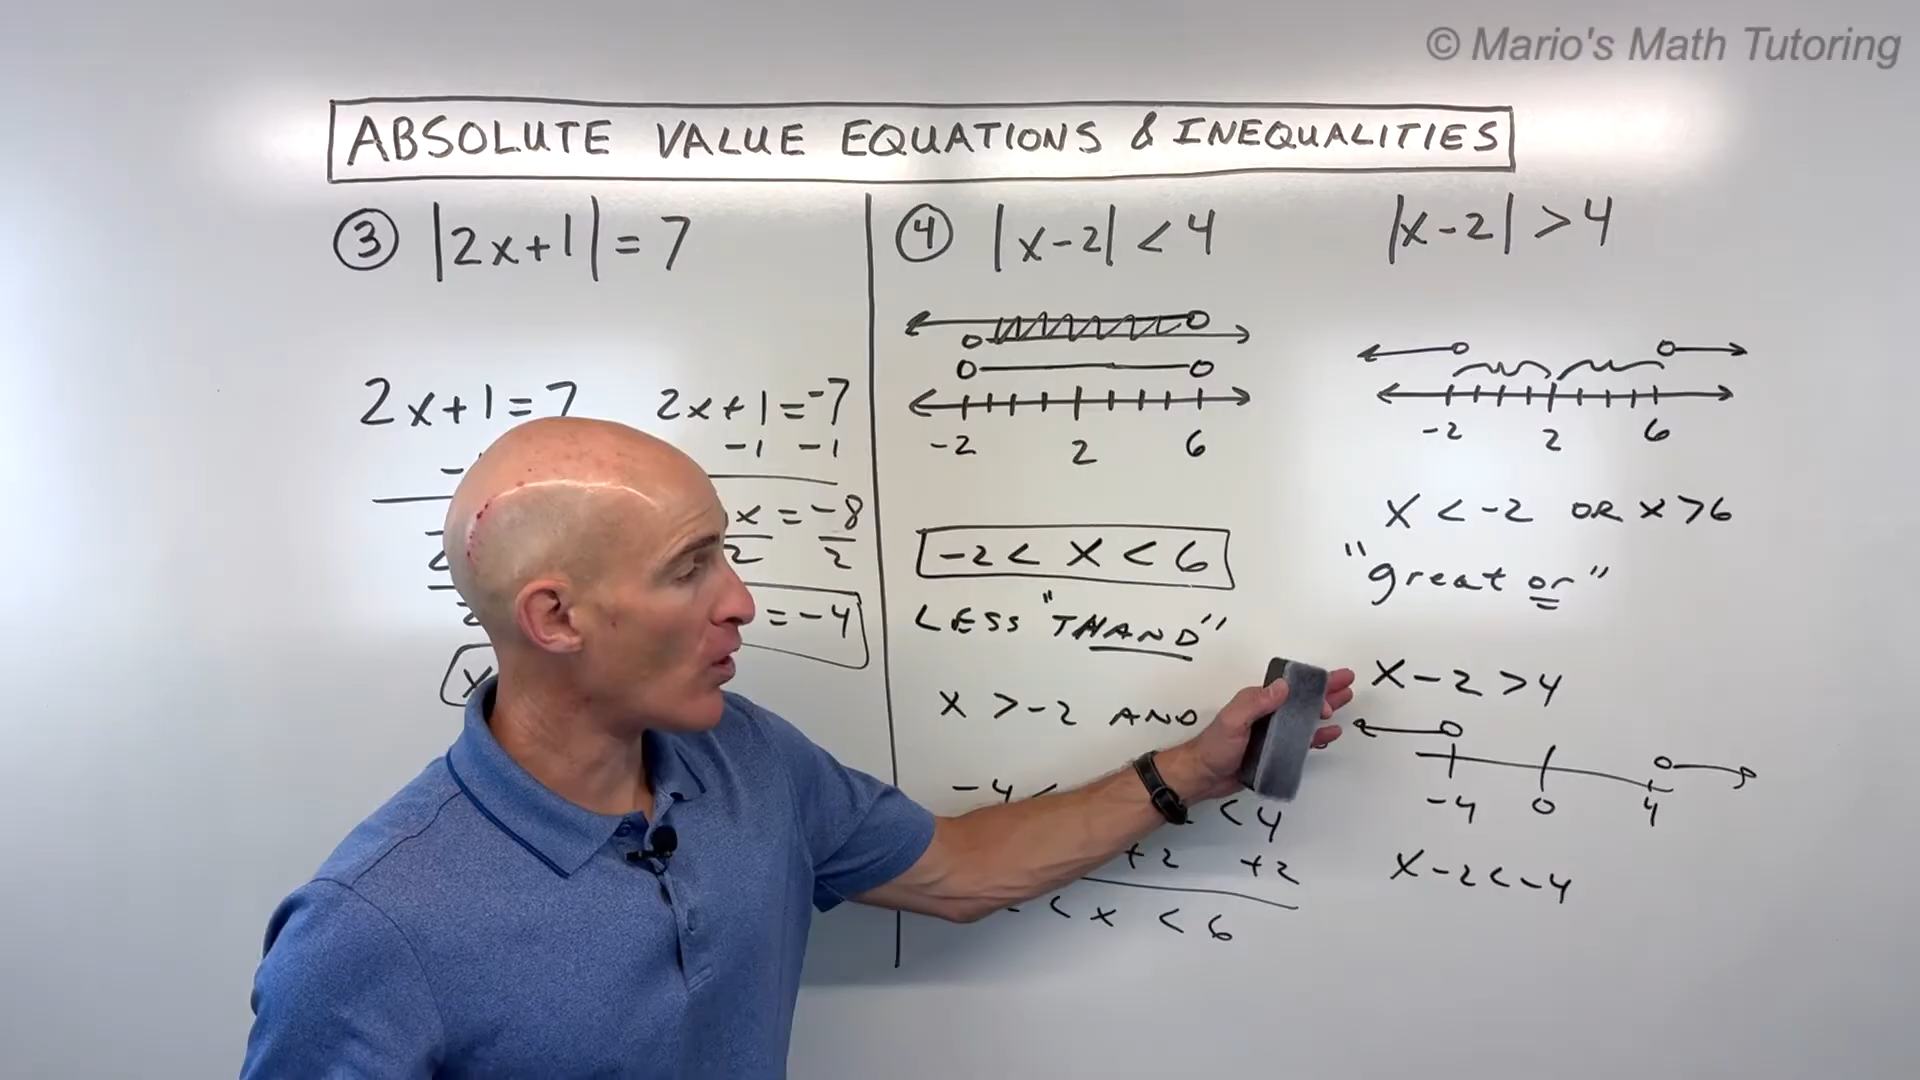 © Mario's Math Tutoring
ABSOLUTE VALUE EQUATIONS & INEQUALITIES
③ |2x+1| = 7
2x+1=7
2x+1=-7
-1 -1
x = -8
2 2
= -4
x
④ |x-2| < 4
-2 2 6
-2 < x < 6
LESS "THAND"
x > -2 AND
-4 <
< 4
+2 +2
< x < 6
|x-2| > 4
-2 2 6
x < -2 OR x > 6
"great or"
x-2 > 4
-4 0 4
x-2 < -4